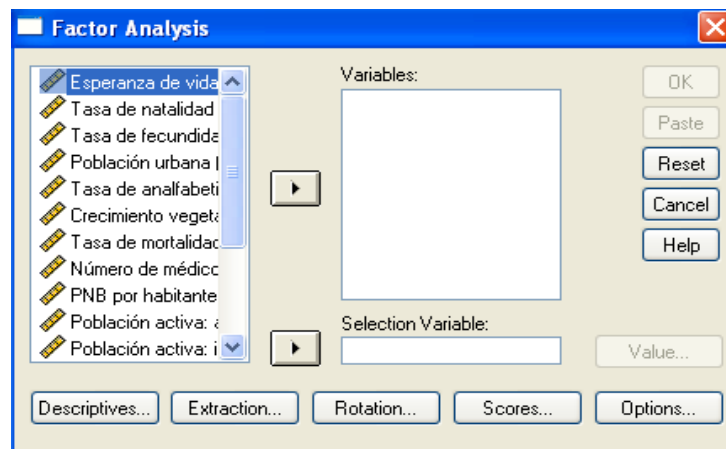 Factor Analysis
Esperanza de vida
Tasa de natalidad
Tasa de fecundida
Población urbana
Tasa de analfabeti
Crecimiento vegeta
Tasa de mortalidad
Número de médico
PNB por habitante
Población activa: a
Población activa: i
Variables:
Selection Variable:
OK
Paste
Reset
Cancel
Help
Value...
Descriptives...
Extraction...
Rotation...
Scores...
Options...